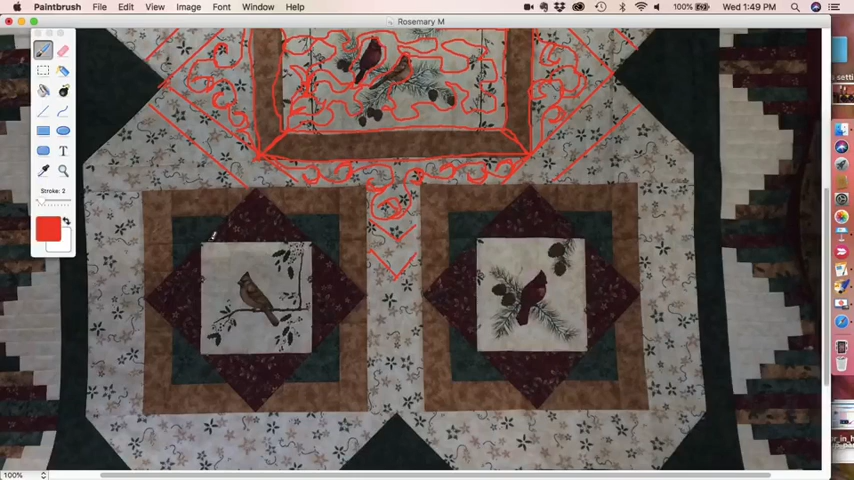 Paintbrush File Edit View Image Font Window Help 100% Wed 1:49 PM
Rosemary M
T
Stroke: 2
100%